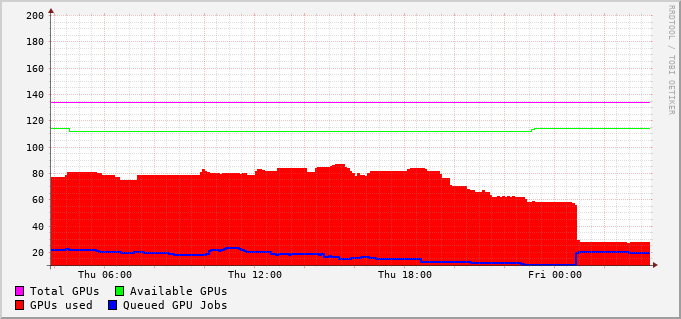 200
180
160
140
120
100
80
60
40
20
Thu 06:00 Thu 12:00 Thu 18:00 Fri 00:00
Total GPUs Available GPUs
GPUs used Queued GPU Jobs
RRDTOOL / TOBI OETIKER